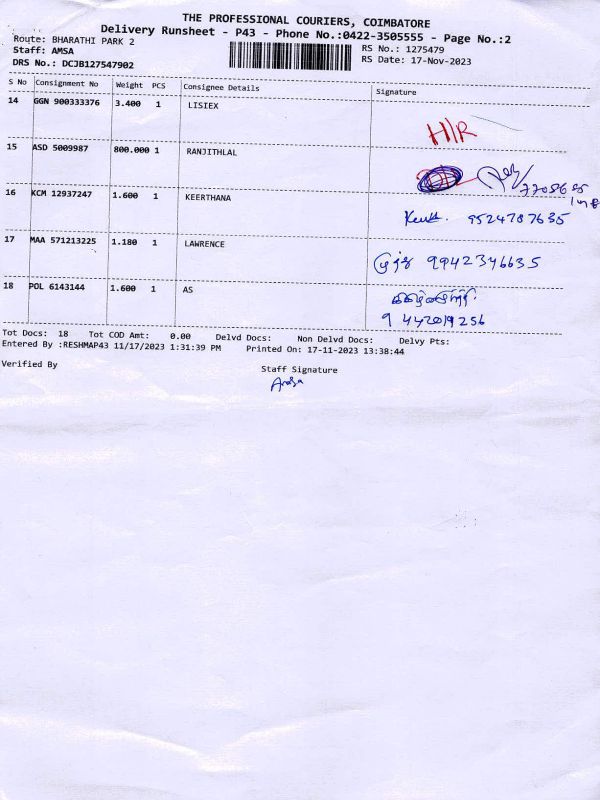 THE PROFESSIONAL COURIERS, COIMBATORE
Delivery Runsheet - P43 - Phone No.:0422-3505555 - Page No.:2
Route: BHARATHI PARK 2
RS No.: 1275479
Staff: AMSA
RS Date: 17-Nov-2023
DRS No.: DCJB127547902
S No Consignment No Weight PCS Consignee Details Signature
14 GGN 900333376 3.400 1 LISIEX
H/R
15 ASD 5009987 800.000 1 RANJITHLAL
16 KCM 12937247 1.600 1 KEERTHANA
9524787635
17 MAA 571213225 1.180 1 LAWRENCE
9942346635
18 POL 6143144 1.600 1 AS
9 442019256
Tot Docs: 18 Tot COD Amt: 0.00 Delvd Docs: Non Delvd Docs: Delvy Pts:
Entered By :RESHMAP43 11/17/2023 1:31:39 PM Printed On: 17-11-2023 13:38:44
Verified By
Staff Signature
Amsa